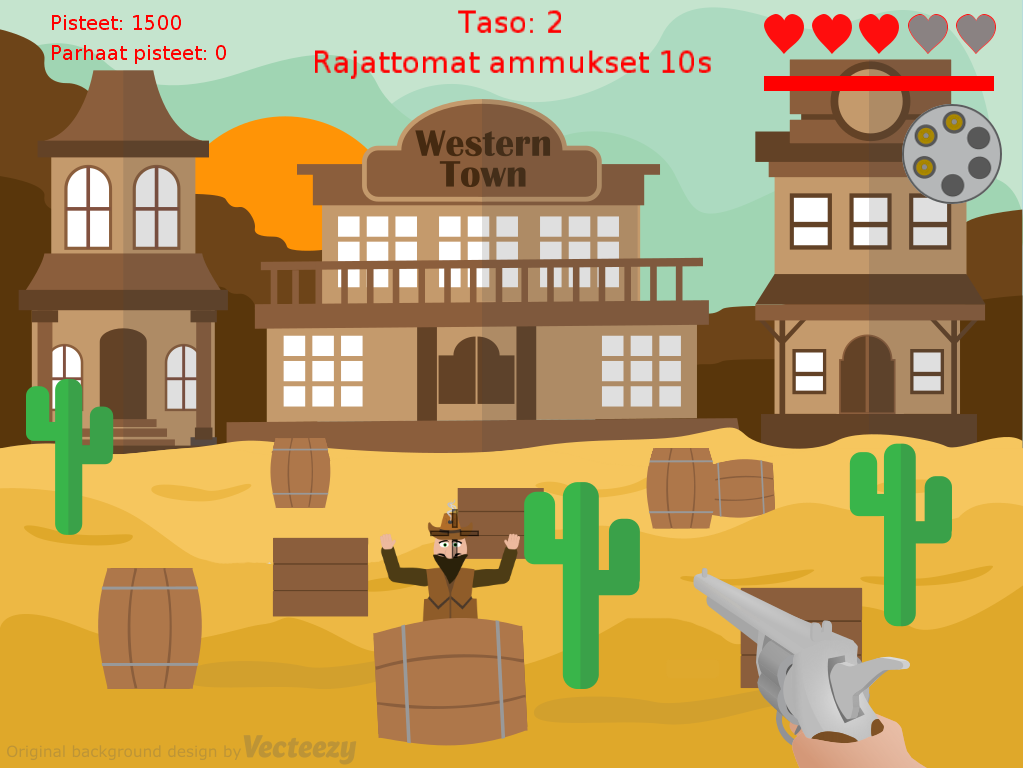 Pisteet: 1500
Parhaat pisteet: 0
Taso: 2
Rajattomat ammukset 10s
Western
Town
Original background design by Vecteezy